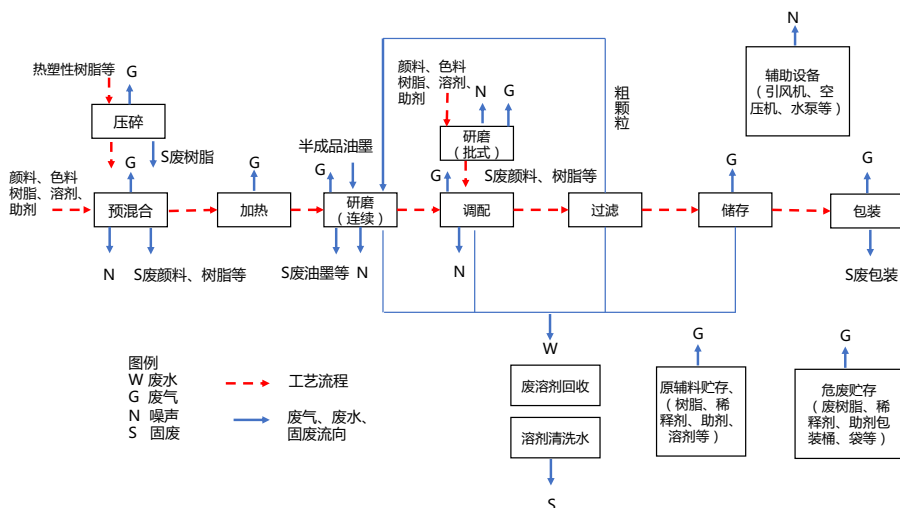 热塑性树脂等
G
压碎
S废树脂
颜料、色料
树脂、溶剂、
助剂
G
预混合
N
S废颜料、树脂等
G
加热
半成品油墨
G
研磨
（连续）
S废油墨等
N
颜料、色料
树脂、溶剂、
助剂
N
G
研磨
（批式）
S废颜料、树脂等
G
调配
N
粗颗粒
过滤
G
储存
G
包装
S废包装
N
辅助设备
（引风机、空
压机、水泵等）
W
废溶剂回收
溶剂清洗水
S
G
原辅料贮存、
（树脂、稀
释剂、助剂、
溶剂等）
G
危废贮存
（废树脂、稀
释剂、助剂包
装桶、袋等）
图例
W 废水
G 废气
N 噪声
S 固废
工艺流程
废气、废水、
固废流向